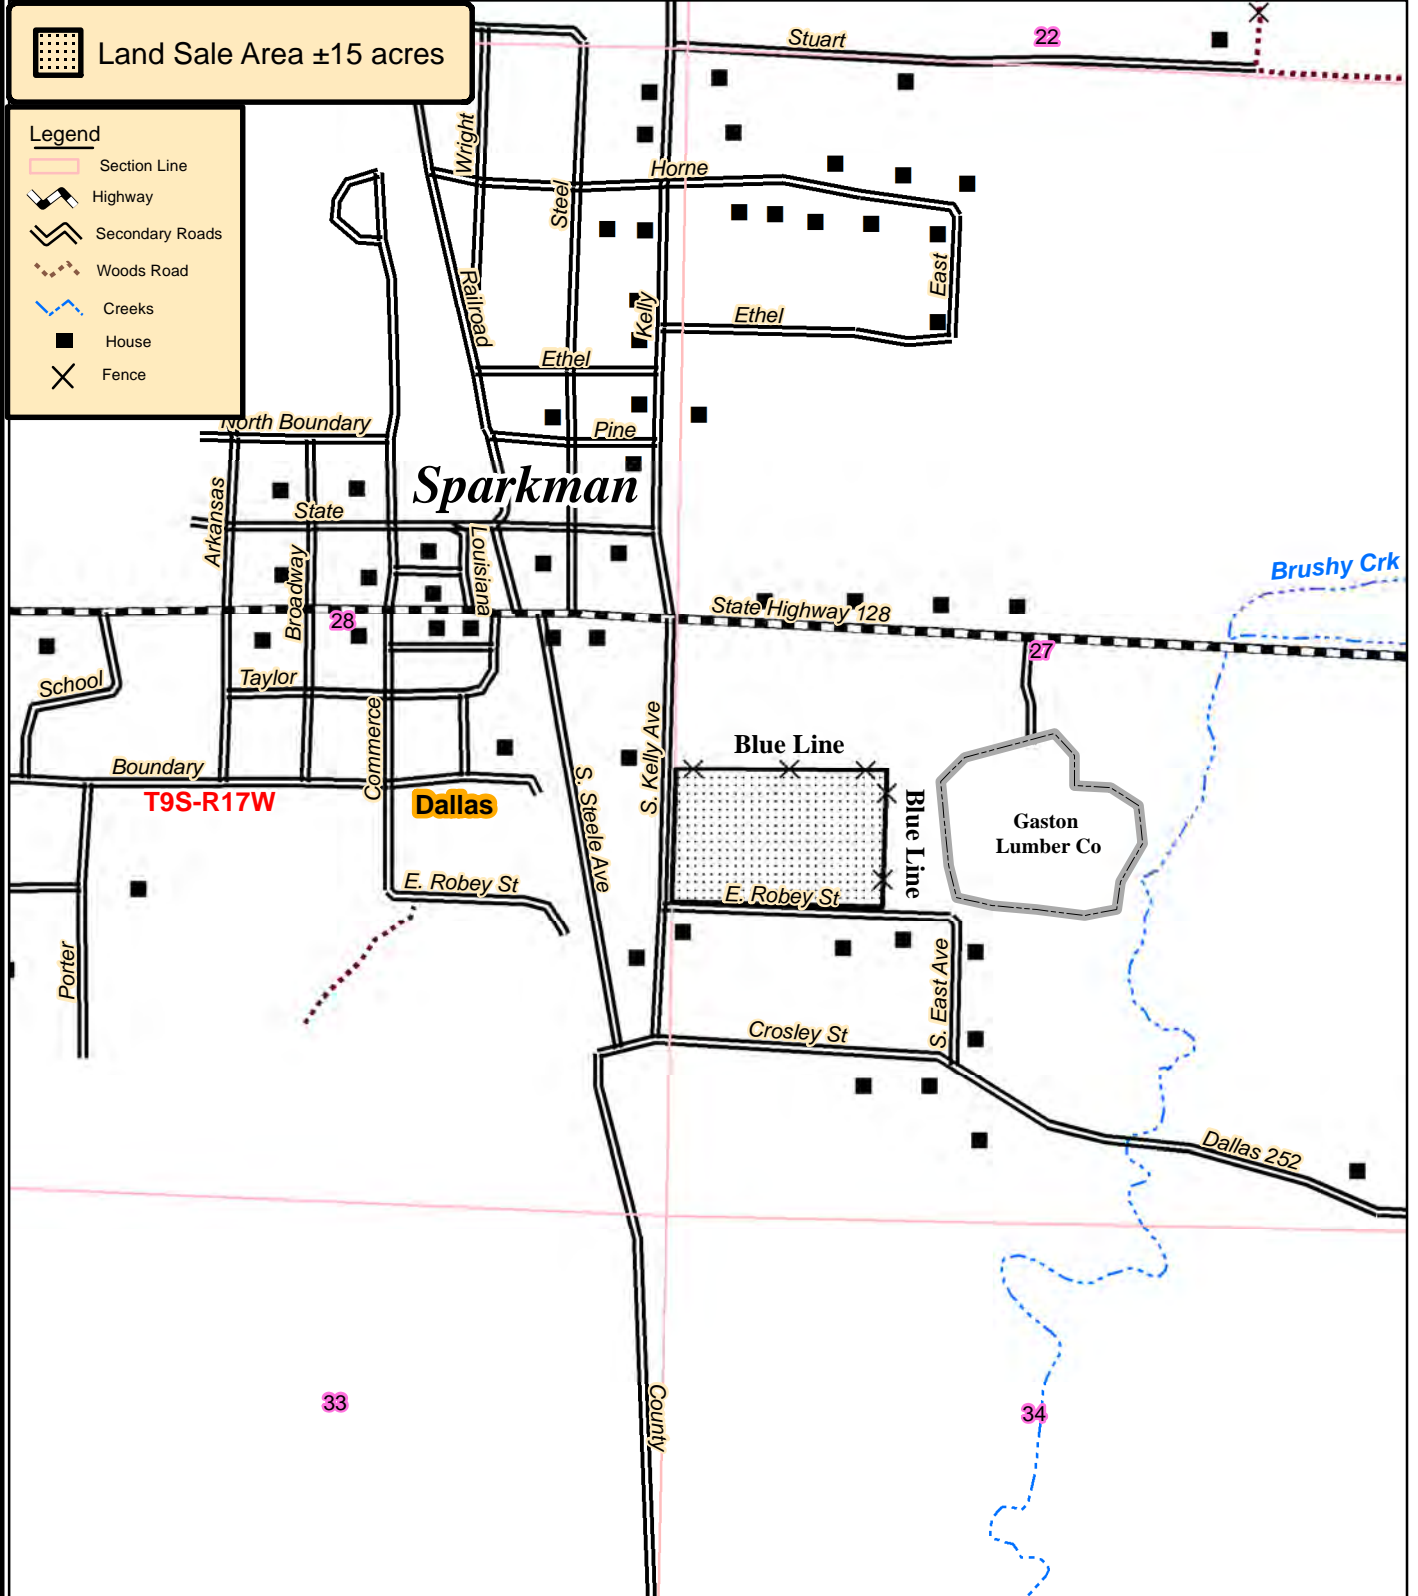 Land Sale Area ±15 acres
Legend
Section Line
Highway
Secondary Roads
Woods Road
Creeks
House
Fence
Stuart
22
Wright
Horne
Steel
Railroad
Kelly
East
Ethel
Ethel
North Boundary
Pine
Sparkman
Arkansas
State
Louisiana
Broadway
Brushy Crk
State Highway 128
28
27
School
Taylor
Commerce
S. Kelly Ave
Blue Line
Boundary
T9S-R17W
Dallas
S. Steele Ave
Blue Line
Gaston
Lumber Co
E. Robey St
E. Robey St
Porter
S. East Ave
Crosley St
Dallas 252
33
County
34